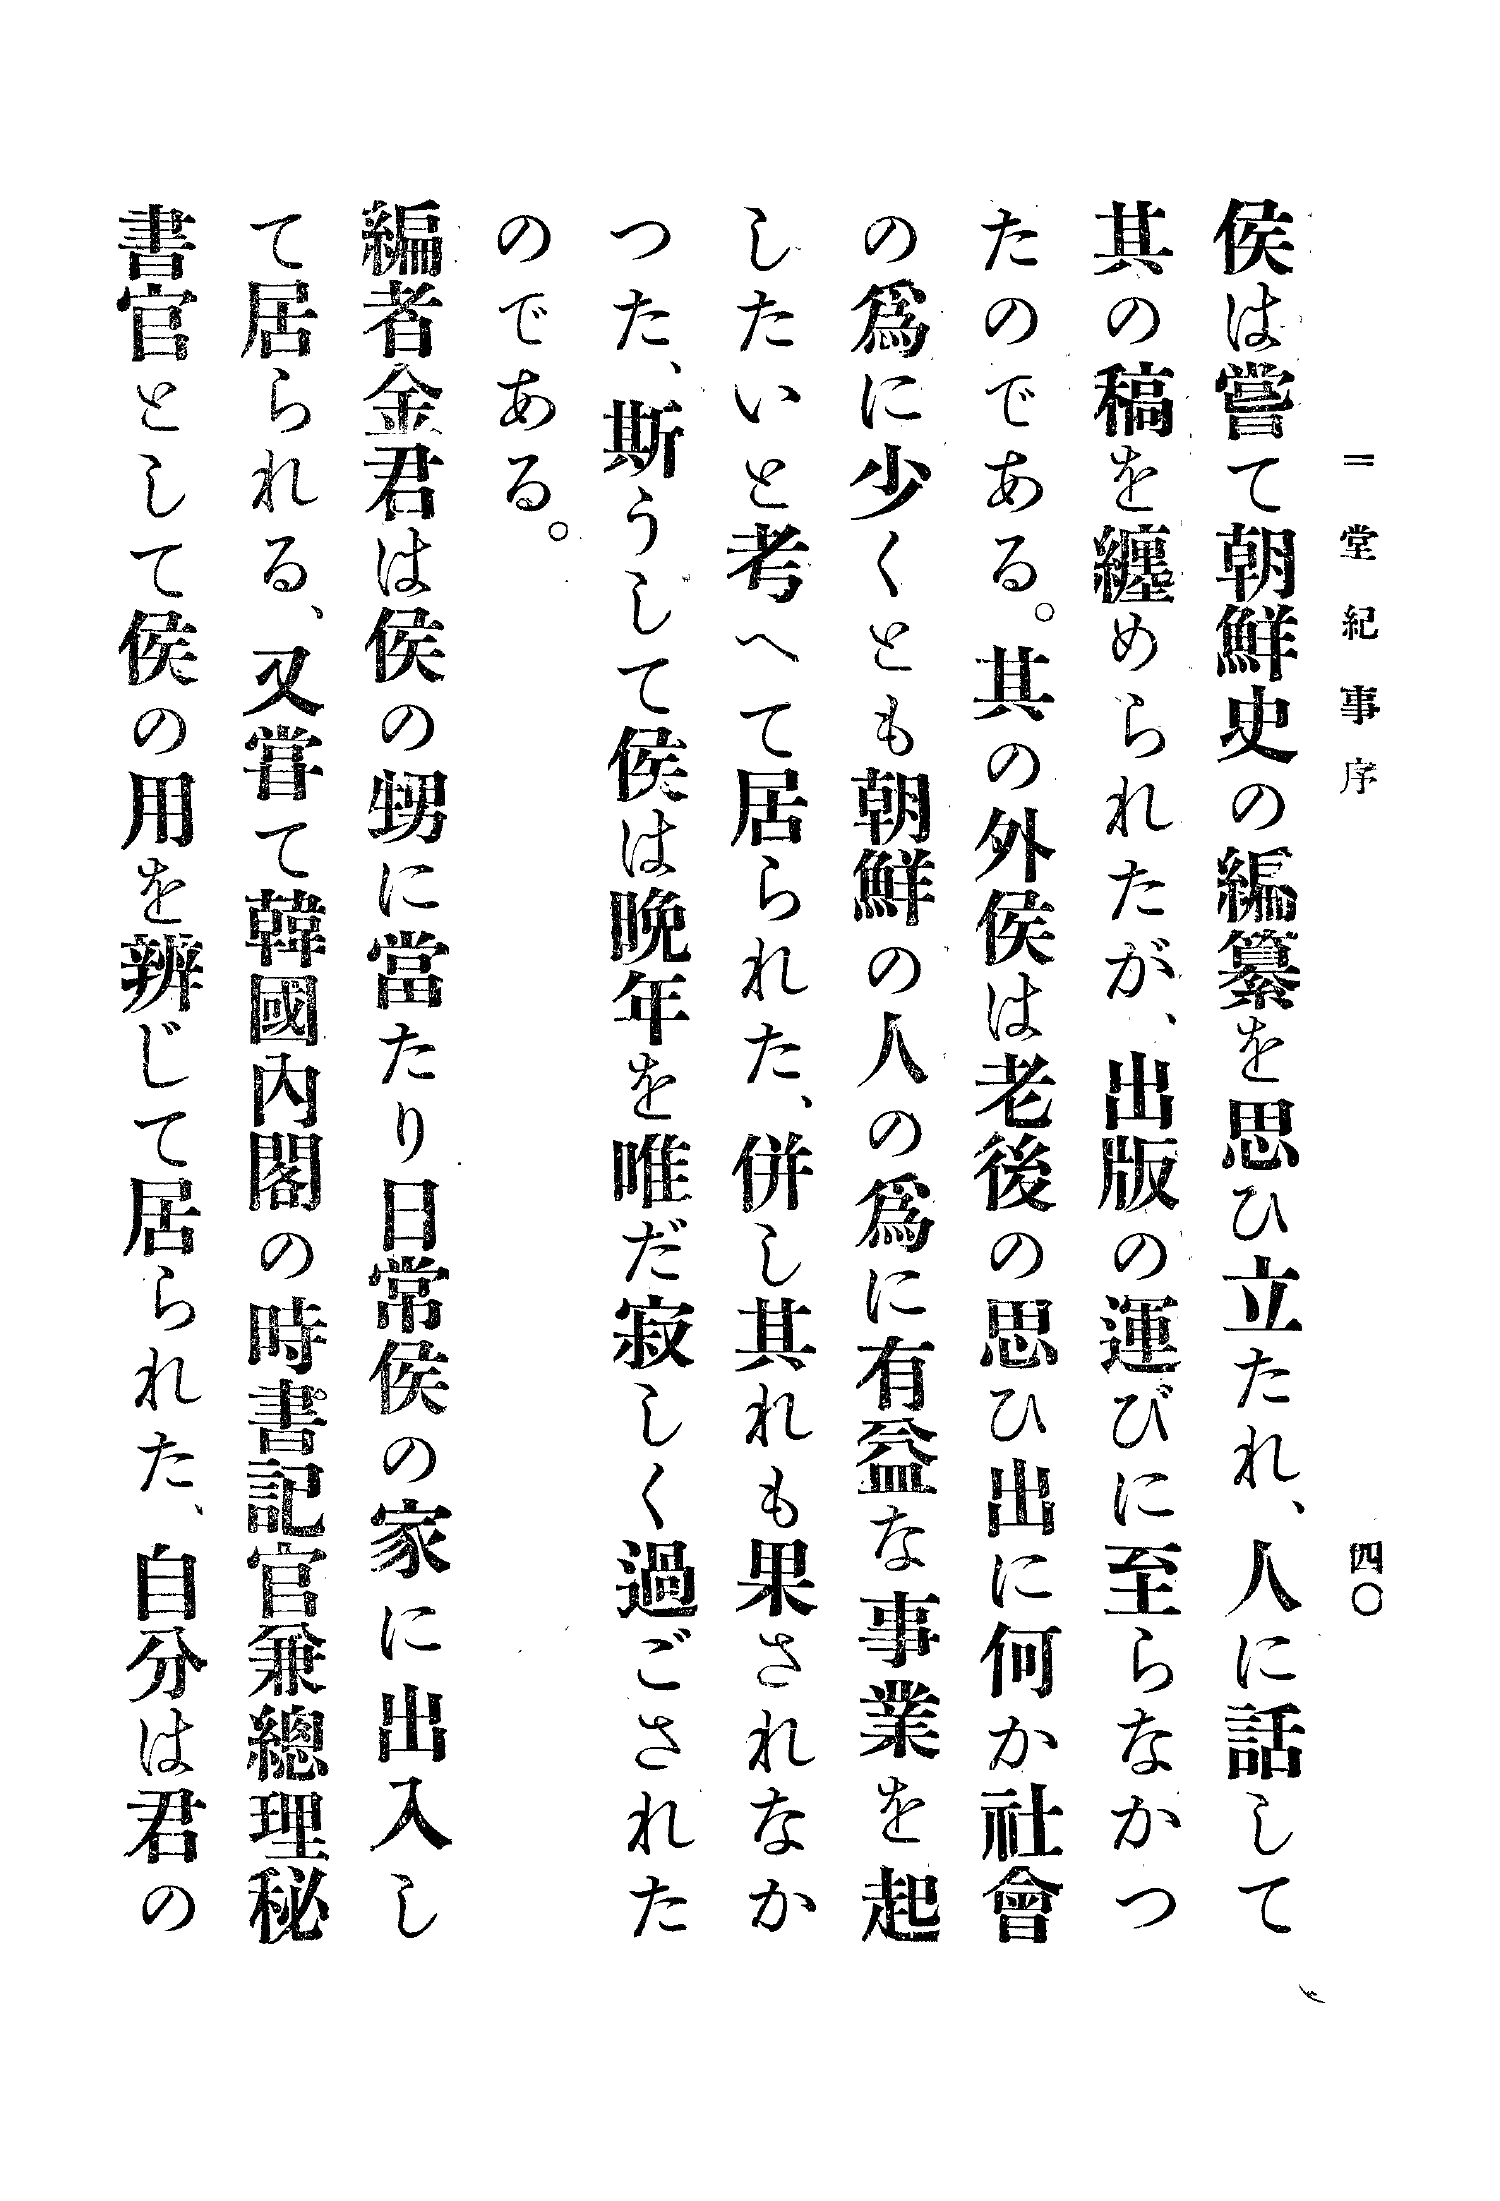 一堂紀事序
四〇
侯は嘗て朝鮮史の編纂を思ひ立たれ、人に話して
其の稿を纏められたが、出版の運びに至らなかつ
たのである。其の外侯は老後の思ひ出に何か社會
の爲に少くとも朝鮮の人の爲に有益な事業を起
したいと考へて居られた、併し其れも果されなか
つた、斯うして侯は晩年を唯だ寂しく過ごされた
のである。
編者金君は侯の甥に當たり日常侯の家に出入し
て居られる、又嘗て韓國內閣の時書記官兼總理秘
書官として侯の用を辨じて居られた、自分は君の